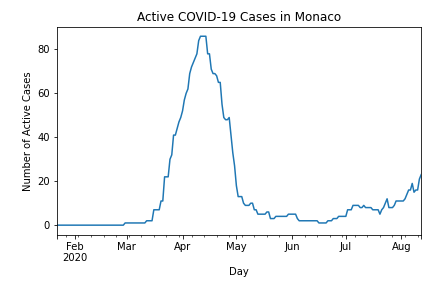 Active COVID-19 Cases in Monaco
Number of Active Cases
80
60
40
20
0
Feb Mar Apr May Jun Jul Aug
2020
Day